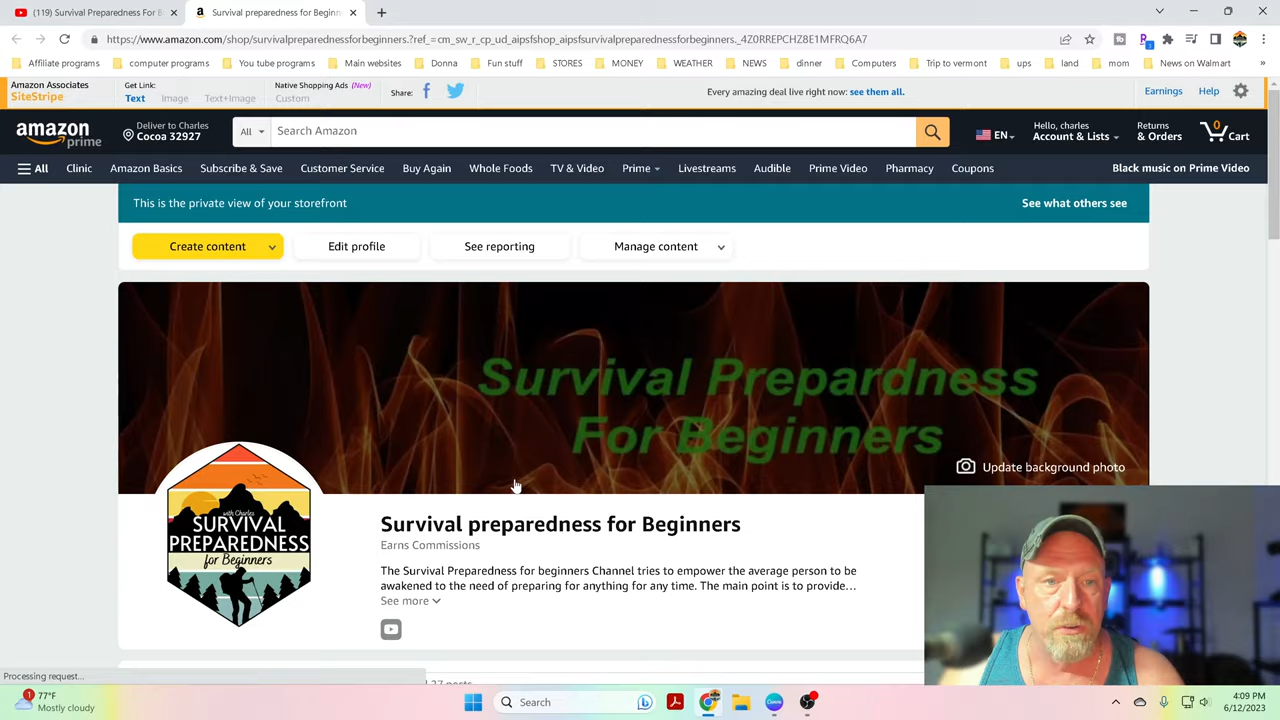 (119) Survival Preparedness For B
Survival preparedness for Beginn
https://www.amazon.com/shop/survivalpreparednessforbeginners.?ref_=cm_sw_r_cp_ud_aipsfshop_aipsfsurvivalpreparednessforbeginners._4Z0RREPCHZ8E1MFRQ6A7
Affiliate programs
computer programs
You tube programs
Main websites
Donna
Fun stuff
STORES
MONEY
WEATHER
NEWS
dinner
Computers
Trip to vermont
ups
land
mom
News on Walmart
Amazon Associates
SiteStripe
Get Link:
Text
Image
Text+Image
Native Shopping Ads (New)
Custom
Share:
Every amazing deal live right now: see them all.
Earnings
Help
amazon
prime
Deliver to Charles
Cocoa 32927
All
Search Amazon
EN
Hello, charles
Account & Lists
Returns
& Orders
0
Cart
All
Clinic
Amazon Basics
Subscribe & Save
Customer Service
Buy Again
Whole Foods
TV & Video
Prime
Livestreams
Audible
Prime Video
Pharmacy
Coupons
Black music on Prime Video
This is the private view of your storefront
See what others see
Create content
Edit profile
See reporting
Manage content
Survival Prepardness
For Beginners
Update background photo
with Charles
SURVIVAL
PREPAREDNESS
for Beginners
Survival preparedness for Beginners
Earns Commissions
The Survival Preparedness for beginners Channel tries to empower the average person to be
awakened to the need of preparing for anything for any time. The main point is to provide…
See more
Processing request...
77°F
Mostly cloudy
Search
4:09 PM
6/12/2023